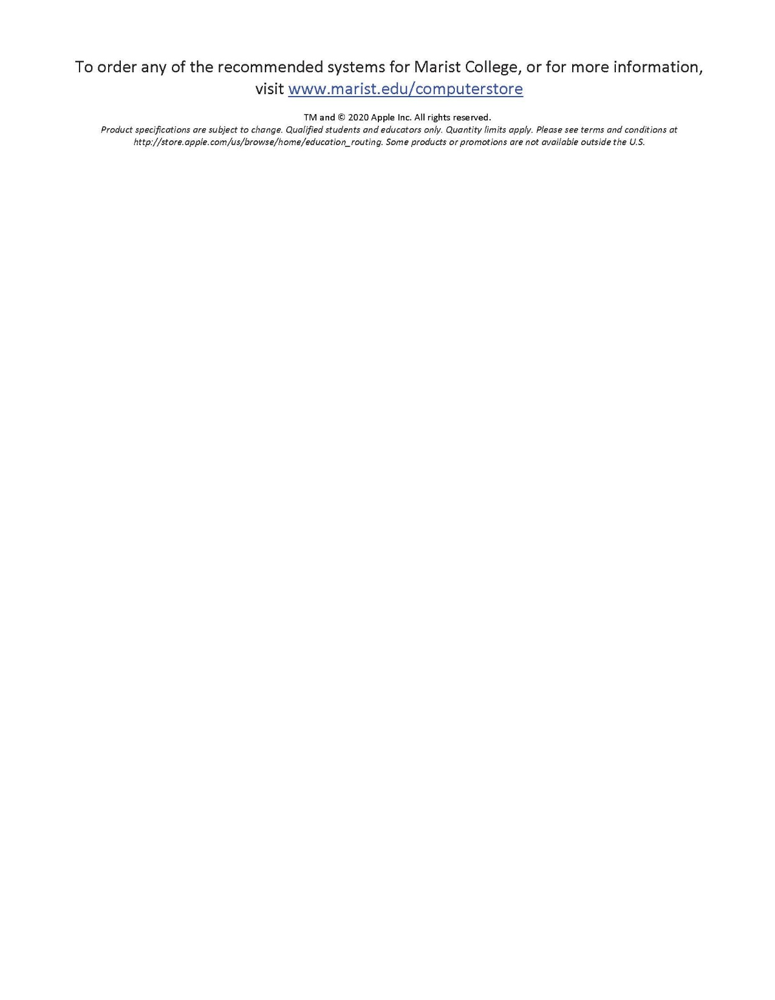 To order any of the recommended systems for Marist College, or for more information,
visit www.marist.edu/computerstore
TM and © 2020 Apple Inc. All rights reserved.
Product specifications are subject to change. Qualified students and educators only. Quantity limits apply. Please see terms and conditions at
http://store.apple.com/us/browse/home/education_routing. Some products or promotions are not available outside the U.S.